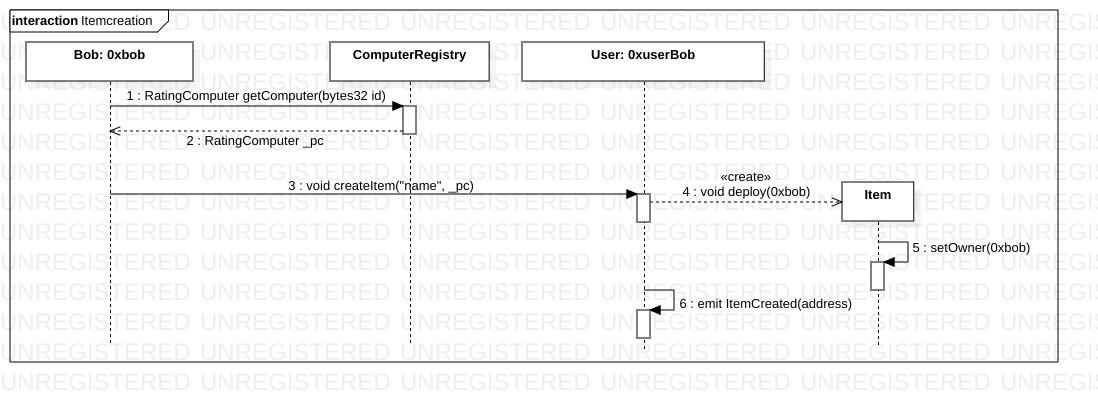 interaction Itemcreation
Bob: 0xbob
ComputerRegistry
User: 0xuserBob
1 : RatingComputer getComputer(bytes32 id)
2 : RatingComputer _pc
3 : void createItem("name", _pc)
«create»
4 : void deploy(0xbob)
Item
5 : setOwner(0xbob)
6 : emit ItemCreated(address)
UNREGISTERED UNREGISTERED UNREGISTERED UNREGISTERED UNREGISTERED